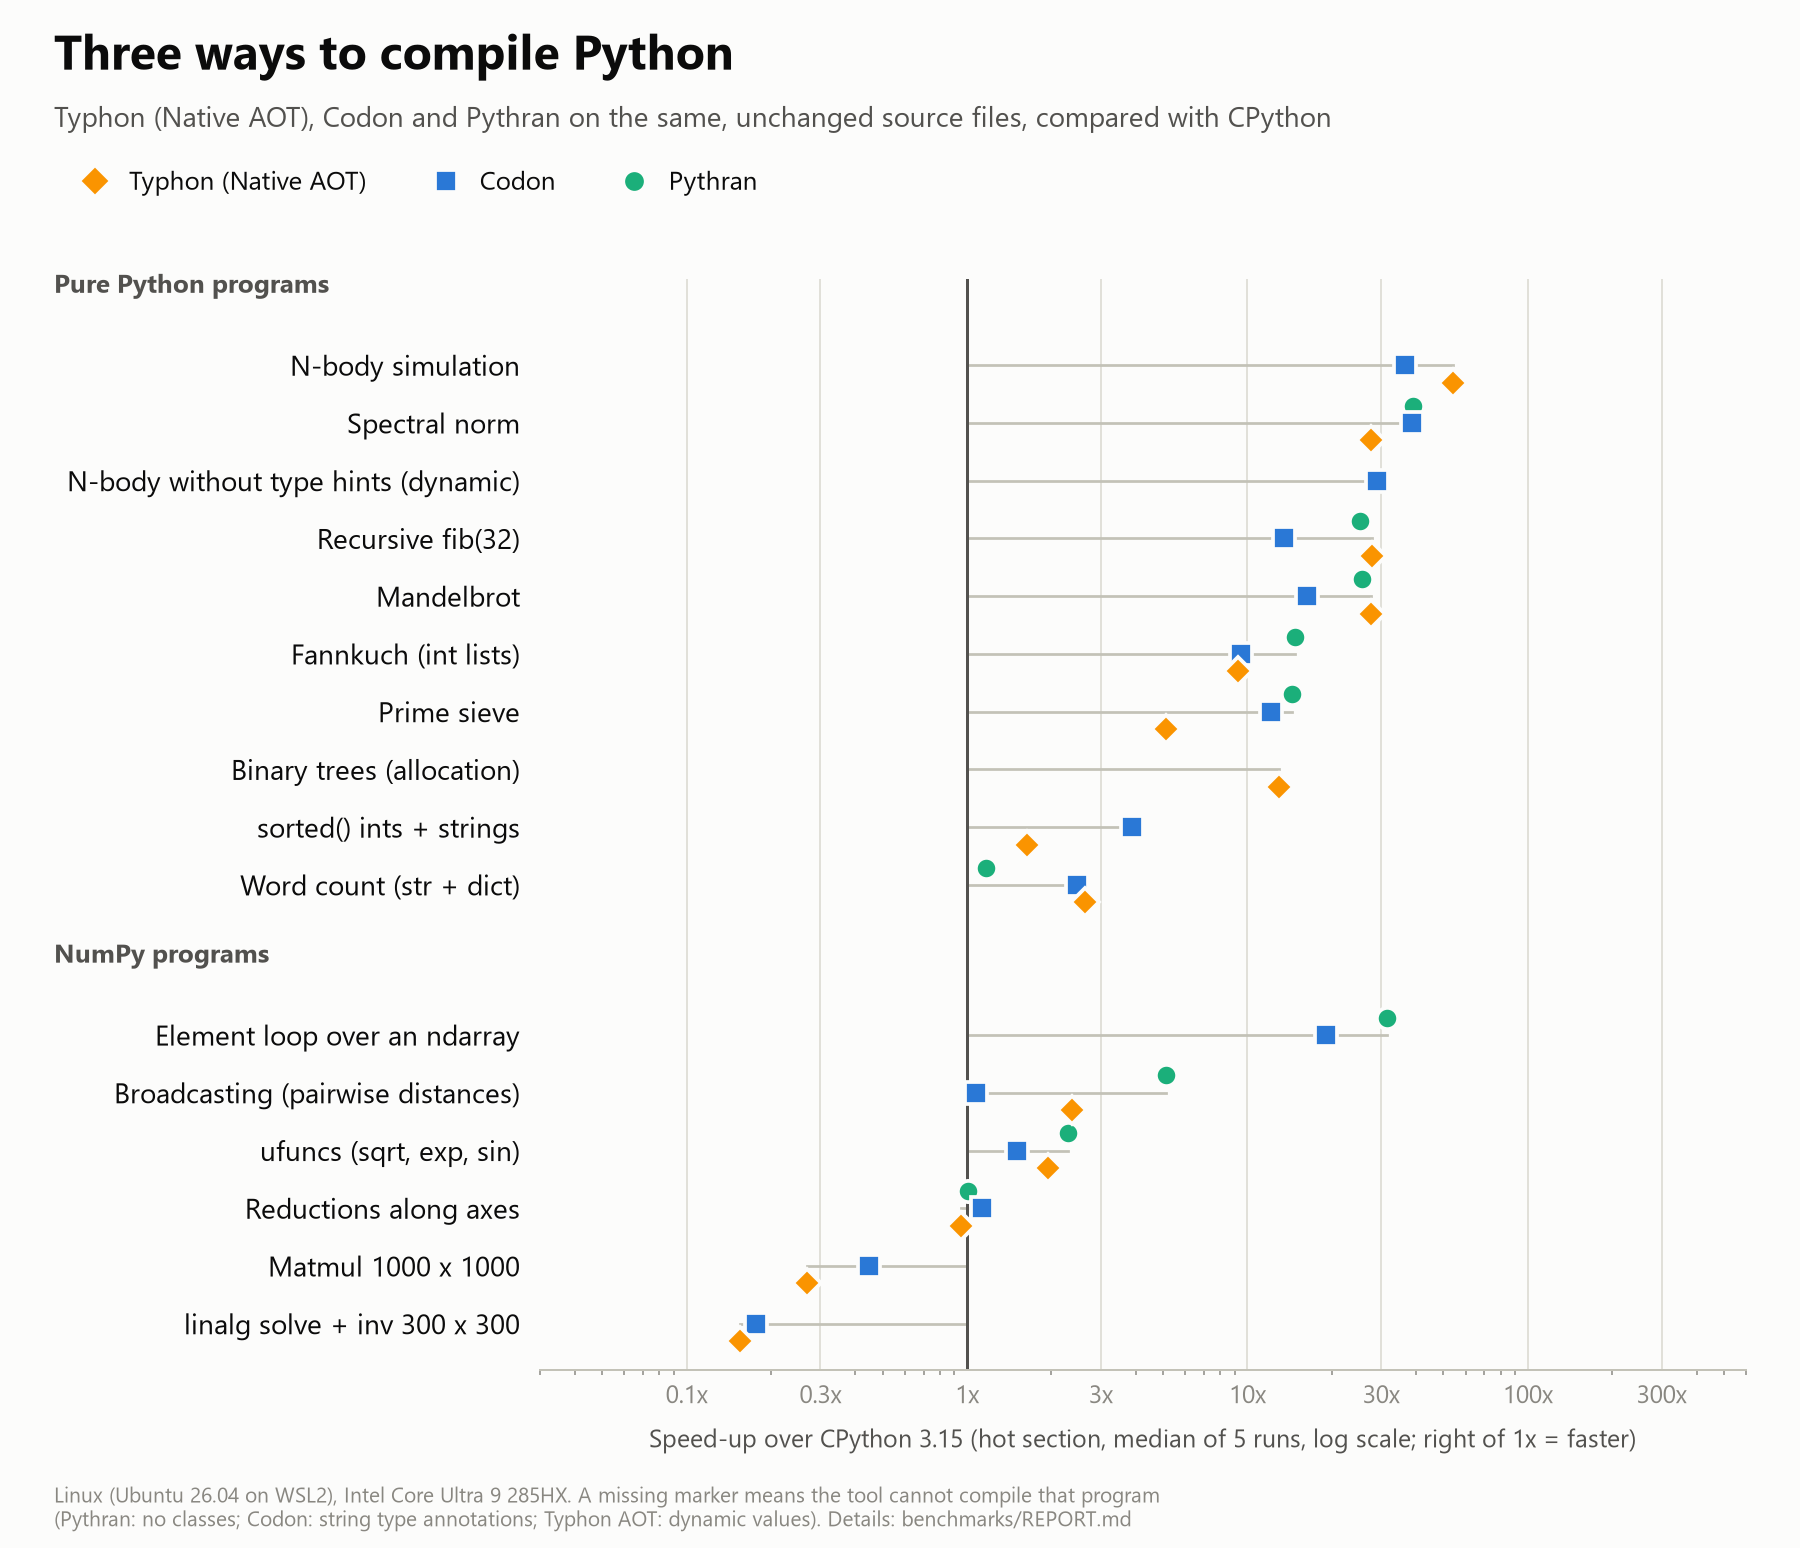 Three ways to compile Python
Typhon (Native AOT), Codon and Pythran on the same, unchanged source files, compared with CPython
Typhon (Native AOT)
Codon
Pythran
Pure Python programs
N-body simulation
Spectral norm
N-body without type hints (dynamic)
Recursive fib(32)
Mandelbrot
Fannkuch (int lists)
Prime sieve
Binary trees (allocation)
sorted() ints + strings
Word count (str + dict)
NumPy programs
Element loop over an ndarray
Broadcasting (pairwise distances)
ufuncs (sqrt, exp, sin)
Reductions along axes
Matmul 1000 x 1000
linalg solve + inv 300 x 300
0.1x 0.3x 1x 3x 10x 30x 100x 300x
Speed-up over CPython 3.15 (hot section, median of 5 runs, log scale; right of 1x = faster)
Linux (Ubuntu 26.04 on WSL2), Intel Core Ultra 9 285HX. A missing marker means the tool cannot compile that program
(Pythran: no classes; Codon: string type annotations; Typhon AOT: dynamic values). Details: benchmarks/REPORT.md